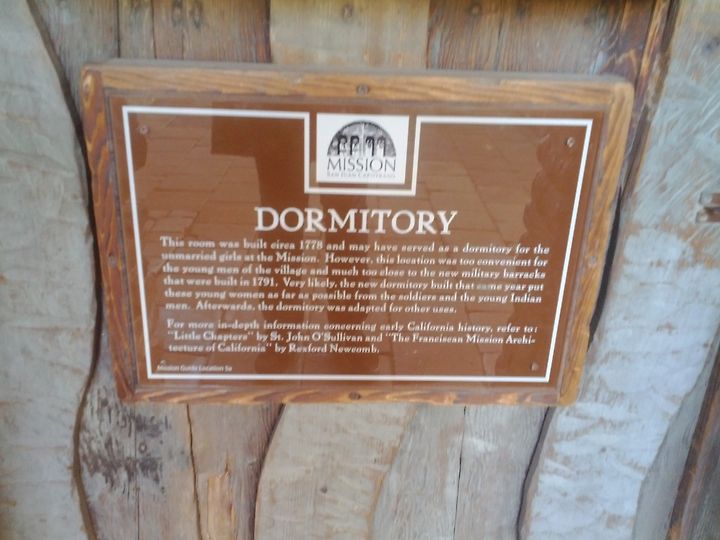 MISSION
SAN JUAN CAPISTRANO
DORMITORY
This room was built circa 1778 and may have served as a dormitory for the
unmarried girls at the Mission. However, this location was too convenient for
the young men of the village and much too close to the new military barracks
that were built in 1791. Very likely, the new dormitory built that same year put
these young women as far as possible from the soldiers and the young Indian
men. Afterwards, the dormitory was adapted for other uses.
For more in-depth information concerning early California history, refer to:
"Little Chapters" by St. John O'Sullivan and "The Franciscan Mission Archi-
tecture of California" by Rexford Newcomb.
Mission Guide Location 5a